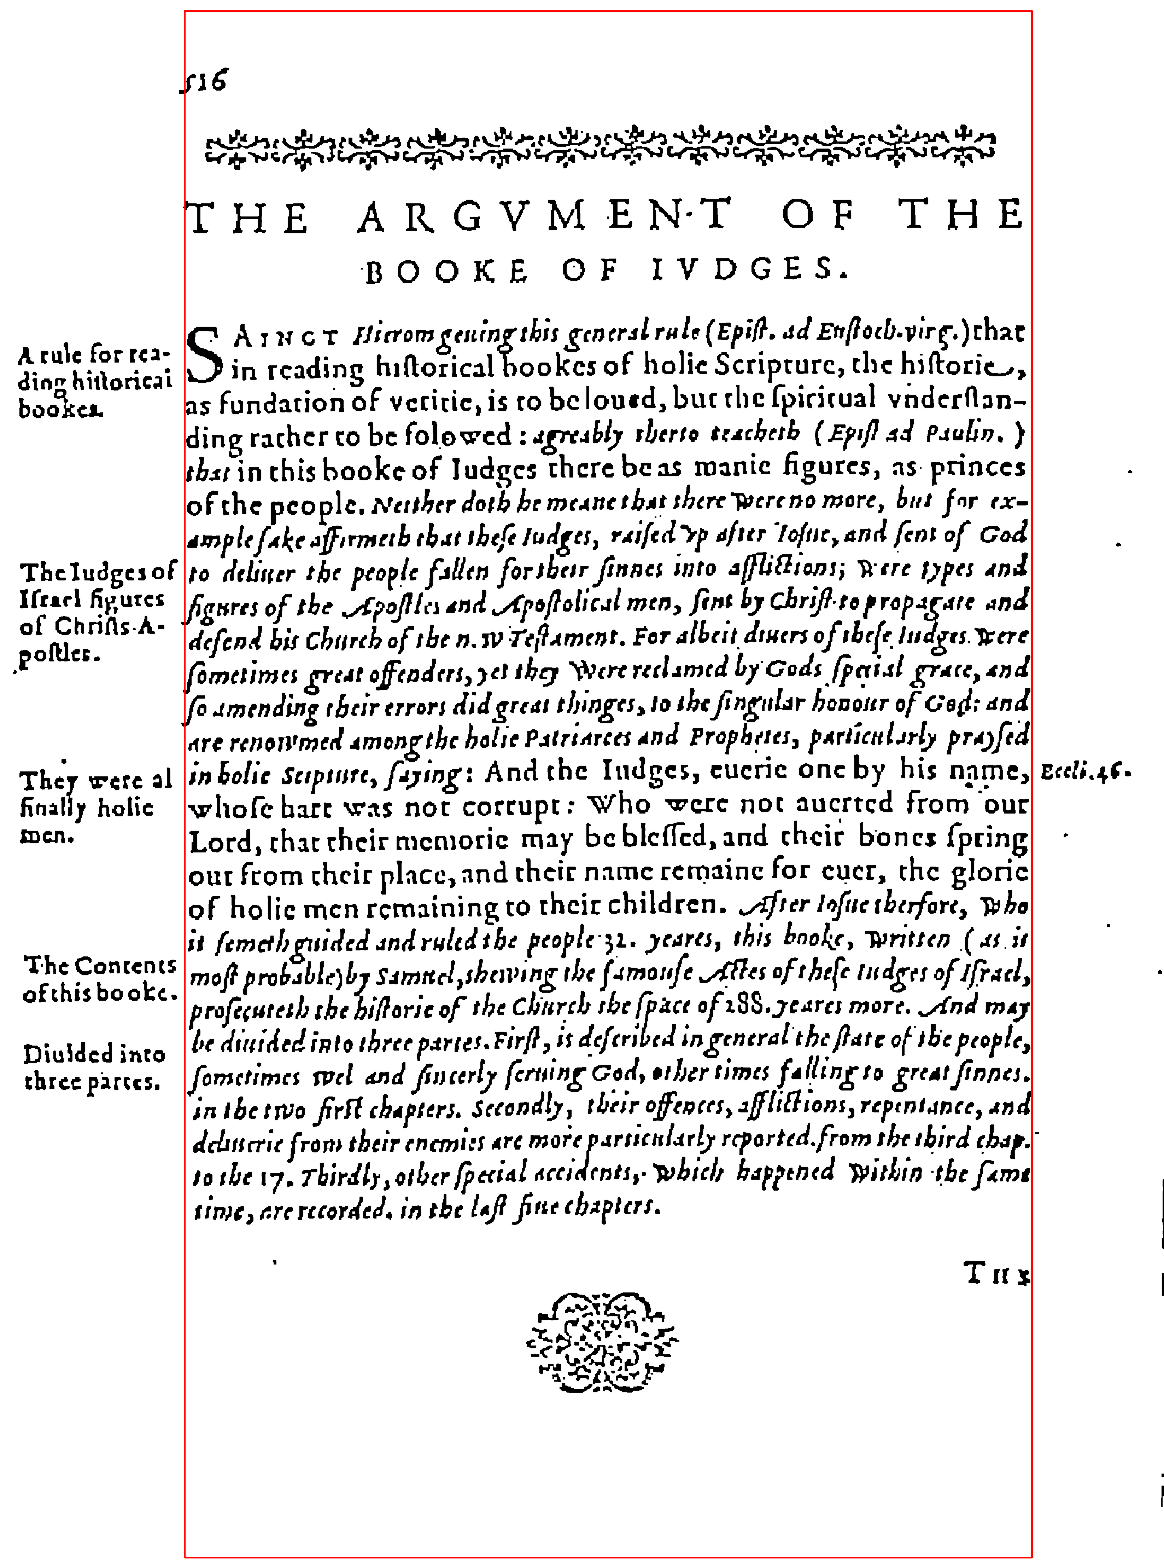 516
THE ARGVMENT OF THE
BOOKE OF IVDGES.
SAINCT Hierom geuing this general rule (Epiſt. ad Euſtoch. virg.) that
in reading hiſtorical bookes of holie Scripture, the hiſtorie,
as fundation of veritie, is to be loued, but the ſpiritual vnderſtan-
ding rather to be folowed: agreably therto teacheth (Epiſt ad Paulin.)
that in this booke of Iudges there be as manie figures, as princes
of the people. Neither doth he meane that there were no more, but for ex-
ample ſake affirmeth that theſe Iudges, raiſed vp after Ioſue, and ſent of God
to deliuer the people fallen for their ſinnes into afflictions; were types and
figures of the Apoſtles and Apoſtolical men, ſent by Chriſt to propagate and
defend his Church of the n. w Teſtament. For albeit diuers of theſe Iudges were
ſometimes great offenders, yet they were reclamed by Gods ſpecial grace, and
ſo amending their errors did great thinges, to the ſingular honour of God: and
are renowmed among the holie Patriarces and Prophetes, particularly prayſed
in holie Scipture, ſaying: And the Iudges, euerie one by his name,
whoſe hart was not corrupt: Who were not auerted from our
Lord, that their memorie may be bleſſed, and their bones ſpring
out from their place, and their name remaine for euer, the glorie
of holie men remaining to their children. After Ioſue therfore, who
it ſemeth guided and ruled the people 32. yeares, this booke, written (as is
moſt probable) by Samuel, shewing the famouſe Actes of theſe Iudges of Iſrael,
proſecuteth the hiſtorie of the Church the ſpace of 288. yeares more. And may
be diuided into three partes. Firſt, is deſcribed in general the ſtate of the people,
ſometimes wel and ſincerly ſeruing God, other times falling to great ſinnes.
in the two firſt chapters. Secondly, their offences, afflictions, repentance, and
deliuerie from their enemies are more particularly reported. from the third chap.
to the 17. Thirdly, other ſpecial accidents, which happened within the ſame
time, are recorded. in the laſt fiue chapters.
THE
A rule for rea-
ding hiſtorical
bookes.
The Iudges of
Iſrael figures
of Chriſts A-
poſtles.
They were al
finally holie
men.
The Contents
of this booke.
Diuided into
three partes.
Eccli. 46.